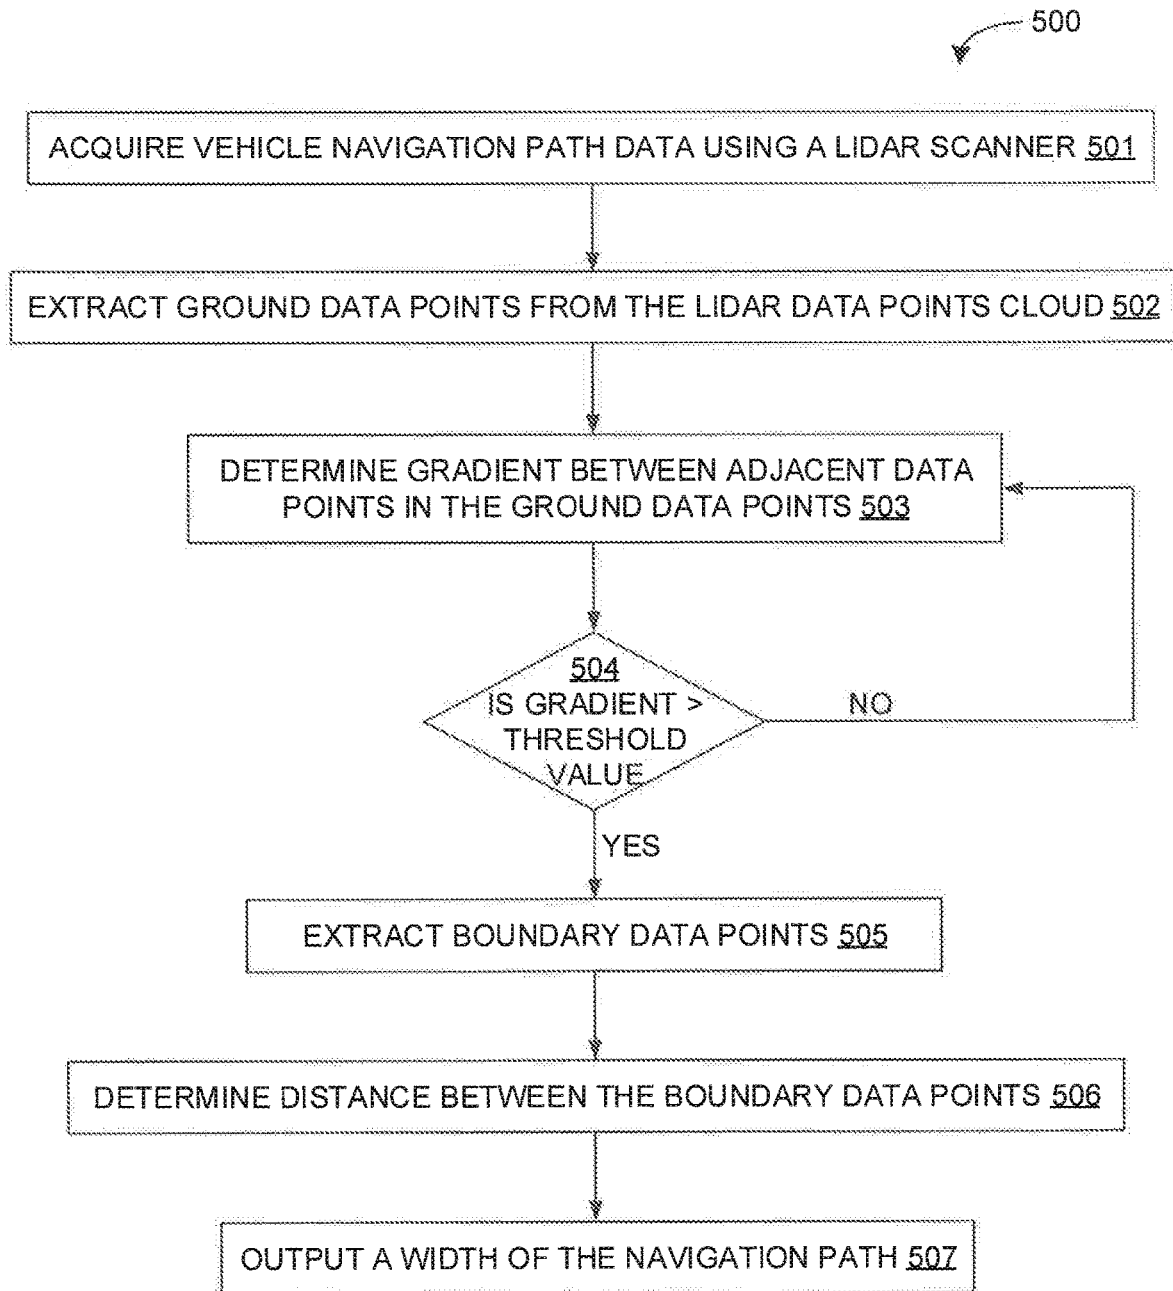 500
ACQUIRE VEHICLE NAVIGATION PATH DATA USING A LIDAR SCANNER 501
EXTRACT GROUND DATA POINTS FROM THE LIDAR DATA POINTS CLOUD 502
DETERMINE GRADIENT BETWEEN ADJACENT DATA
POINTS IN THE GROUND DATA POINTS 503
504
IS GRADIENT >
THRESHOLD
VALUE
NO
YES
EXTRACT BOUNDARY DATA POINTS 505
DETERMINE DISTANCE BETWEEN THE BOUNDARY DATA POINTS 506
OUTPUT A WIDTH OF THE NAVIGATION PATH 507